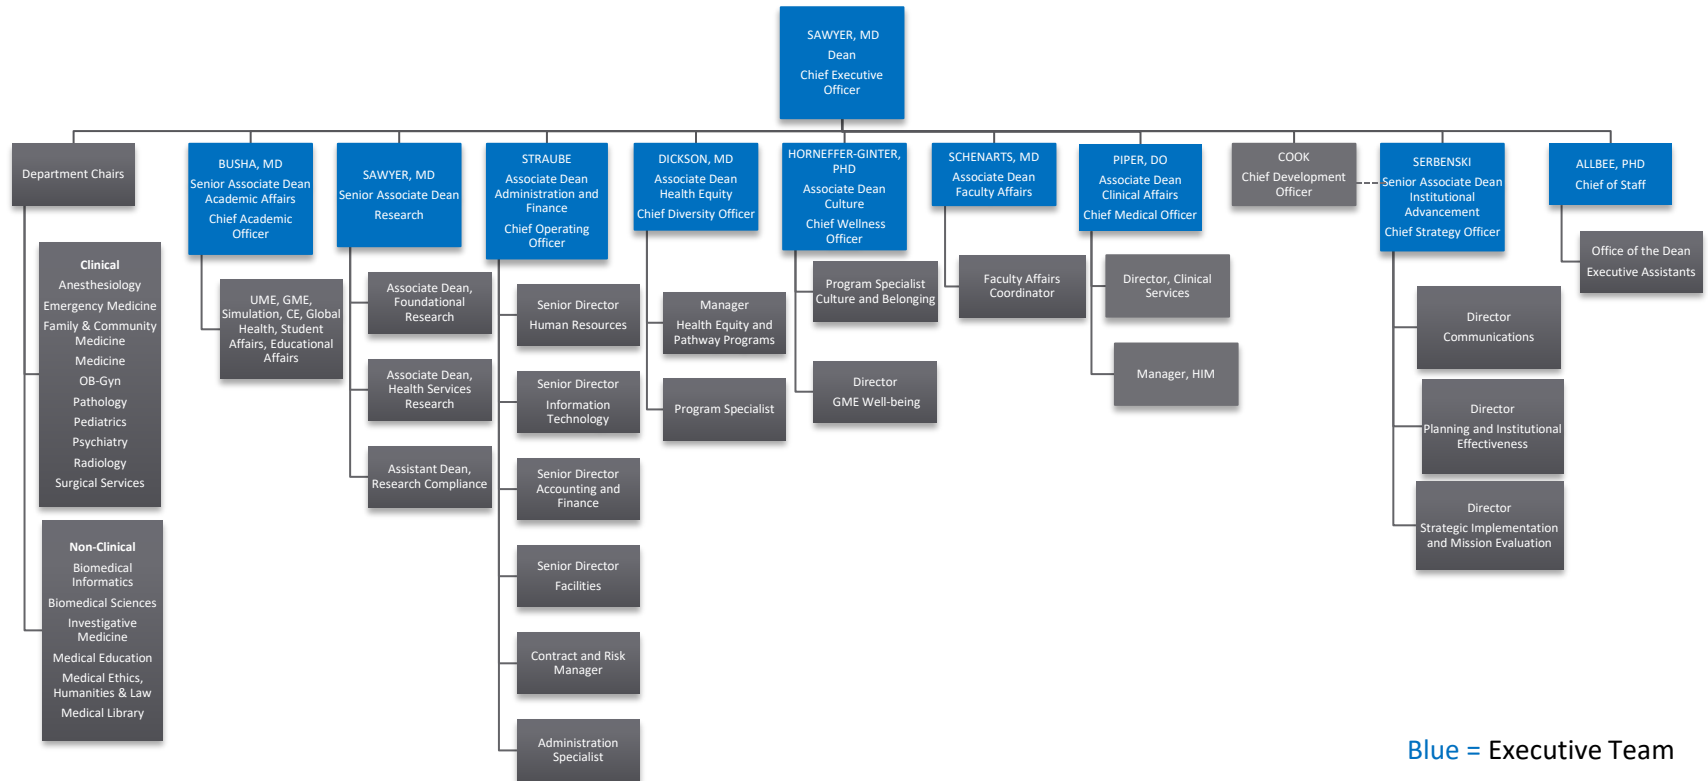 SAWYER, MD
Dean
Chief Executive
Officer
Department Chairs
Clinical
Anesthesiology
Emergency Medicine
Family & Community
Medicine
Medicine
OB-Gyn
Pathology
Pediatrics
Psychiatry
Radiology
Surgical Services
Non-Clinical
Biomedical
Informatics
Biomedical Sciences
Investigative
Medicine
Medical Education
Medical Ethics,
Humanities & Law
Medical Library
BUSHA, MD
Senior Associate Dean
Academic Affairs
Chief Academic
Officer
UME, GME,
Simulation, CE, Global
Health, Student
Affairs, Educational
Affairs
SAWYER, MD
Senior Associate Dean
Research
Associate Dean,
Foundational
Research
Associate Dean,
Health Services
Research
Assistant Dean,
Research Compliance
STRAUBE
Associate Dean
Administration and
Finance
Chief Operating
Officer
Senior Director
Human Resources
Senior Director
Information
Technology
Senior Director
Accounting and
Finance
Senior Director
Facilities
Contract and Risk
Manager
Administration
Specialist
DICKSON, MD
Associate Dean
Health Equity
Chief Diversity Officer
Manager
Health Equity and
Pathway Programs
Program Specialist
HORNEFFER-GINTER,
PHD
Associate Dean
Culture
Chief Wellness
Officer
Program Specialist
Culture and Belonging
Director
GME Well-being
SCHENARTS, MD
Associate Dean
Faculty Affairs
Faculty Affairs
Coordinator
PIPER, DO
Associate Dean
Clinical Affairs
Chief Medical Officer
Director, Clinical
Services
Manager, HIM
COOK
Chief Development
Officer
SERBENSKI
Senior Associate Dean
Institutional
Advancement
Chief Strategy Officer
Director
Communications
Director
Planning and Institutional
Effectiveness
Director
Strategic Implementation
and Mission Evaluation
ALLBEE, PHD
Chief of Staff
Office of the Dean
Executive Assistants
Blue = Executive Team